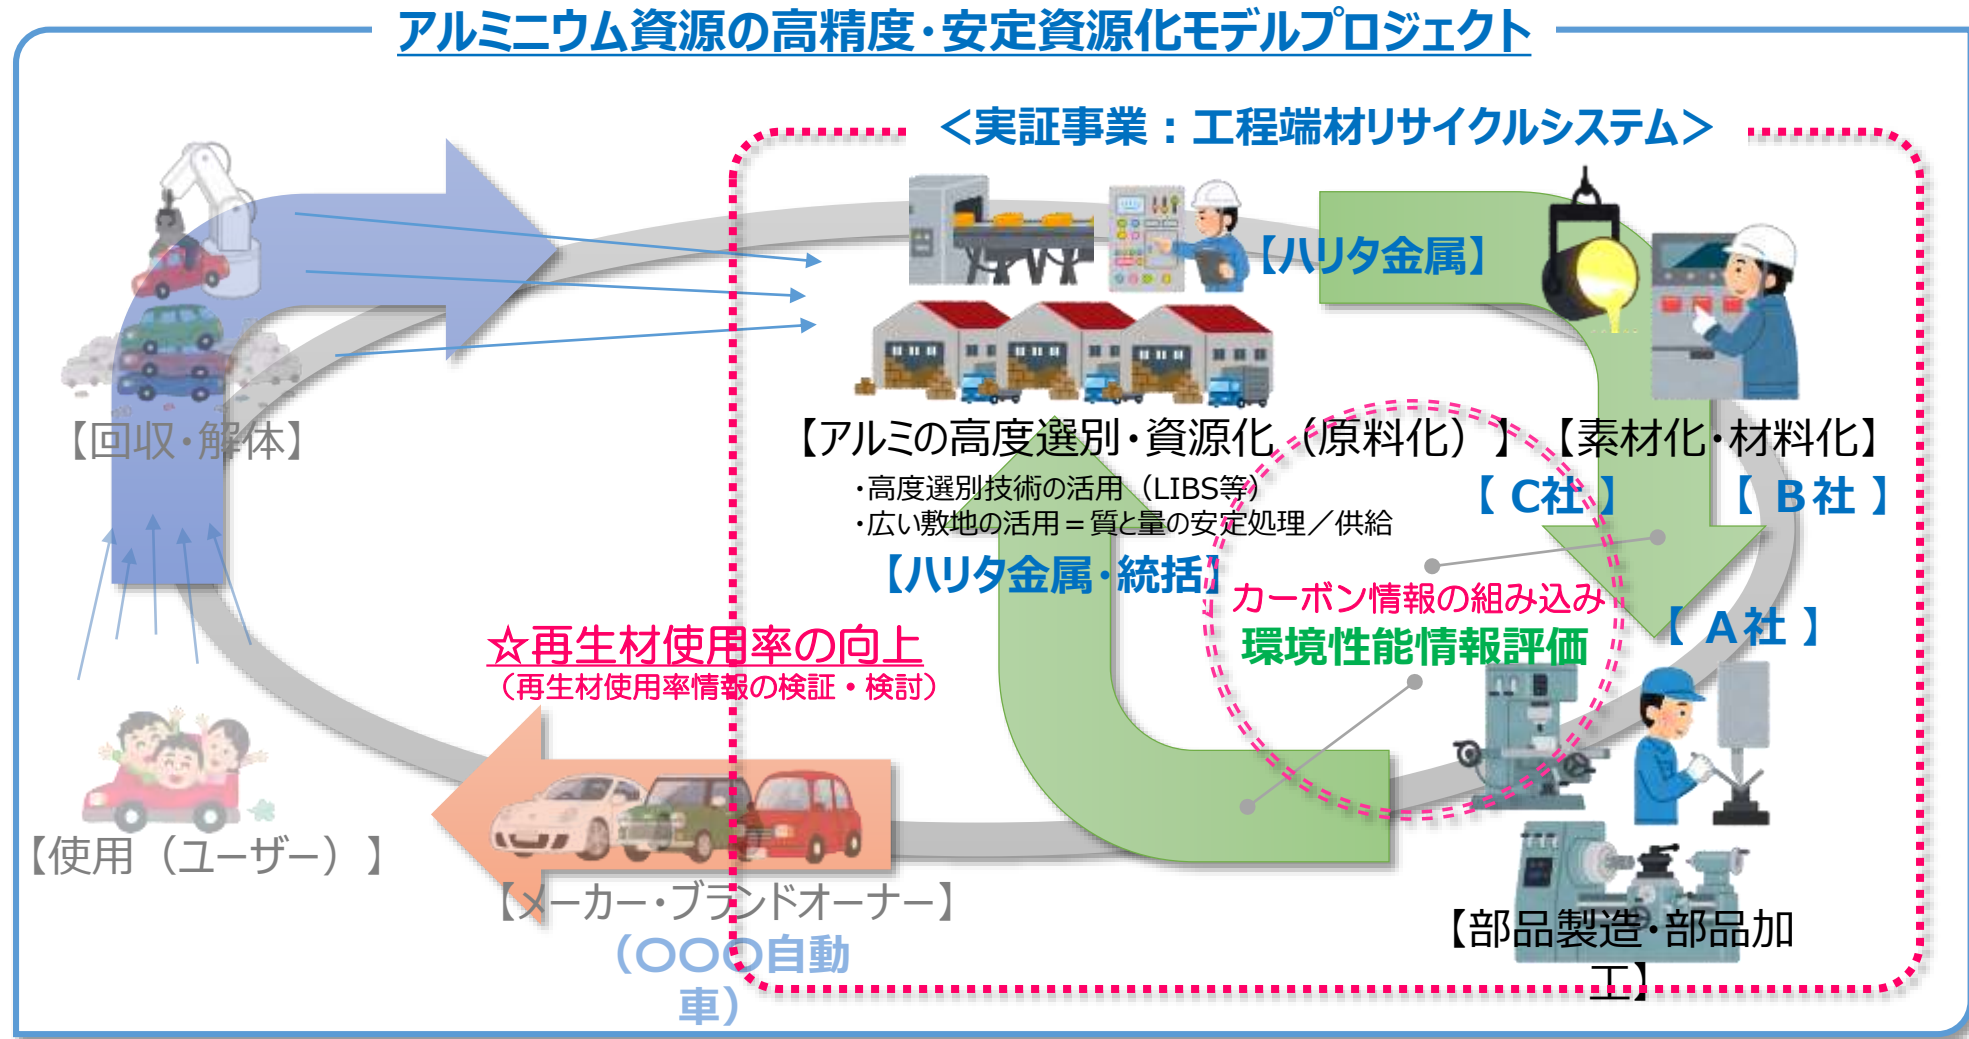 アルミニウム資源の高精度・安定資源化モデルプロジェクト
＜実証事業：工程端材リサイクルシステム＞
【ハリタ金属】
【回収・解体】
【アルミの高度選別・資源化（原料化）】
【素材化・材料化】
・高度選別技術の活用（LIBS等）
・広い敷地の活用＝質と量の安定処理／供給
【ハリタ金属・統括】
【 C社 】
【 B社 】
カーボン情報の組み込み
環境性能情報評価
【 A社 】
☆再生材使用率の向上
（再生材使用率情報の検証・検討）
【使用（ユーザー）】
【メーカー・ブランドオーナー】
（〇〇〇自動
車）
【部品製造・部品加
工】